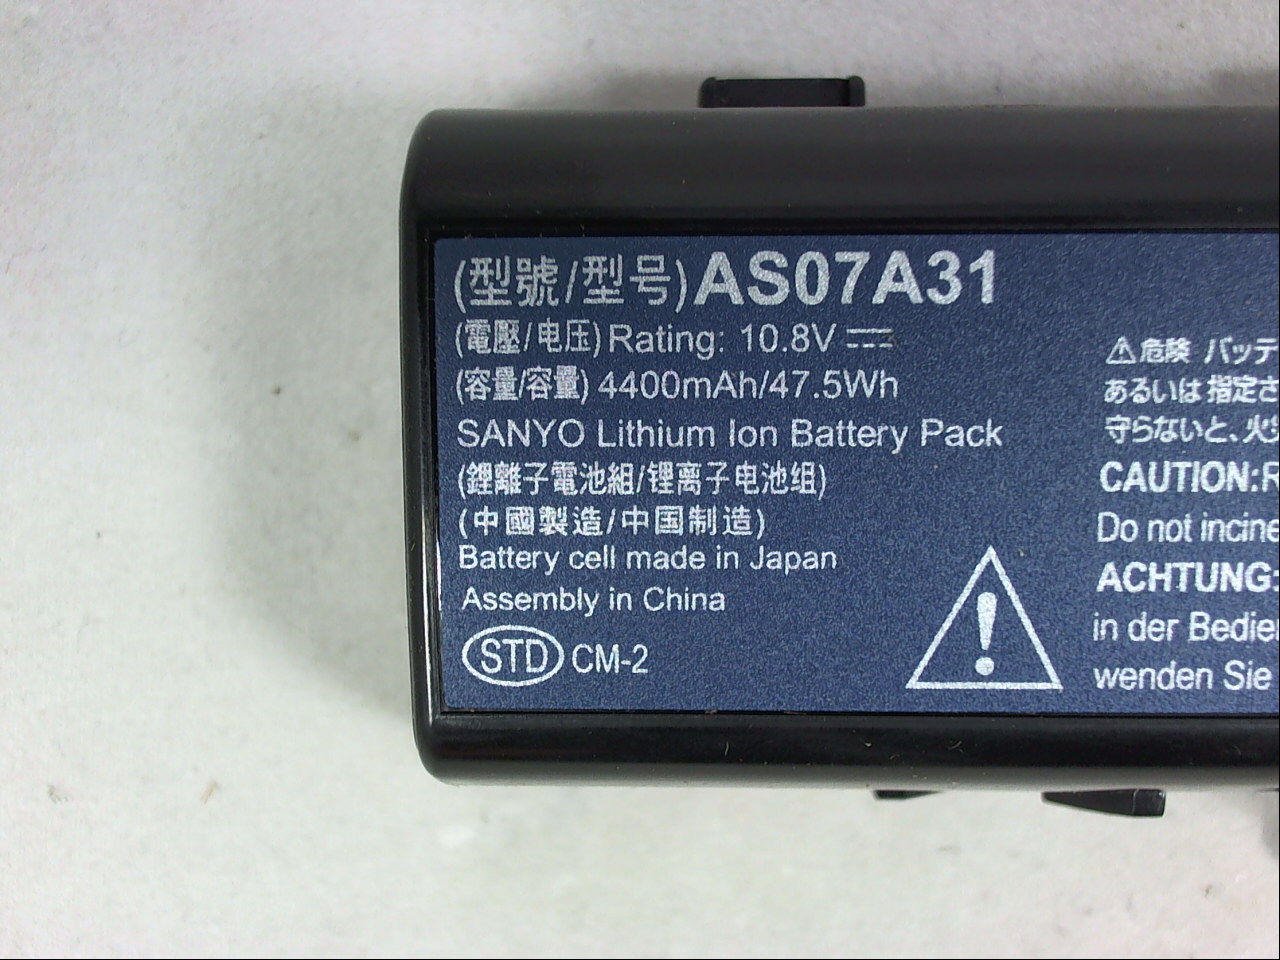 (型號/型号)AS07A31
(電壓/电压)Rating: 10.8V
(容量/容量) 4400mAh/47.5Wh
SANYO Lithium Ion Battery Pack
(鋰離子電池組/锂离子电池组)
(中國製造/中国制造)
Battery cell made in Japan
Assembly in China
STD CM-2
⚠危険 バッテ
あるいは 指定さ
守らないと、火
CAUTION:R
Do not incine
ACHTUNG:
in der Bedie
wenden Sie